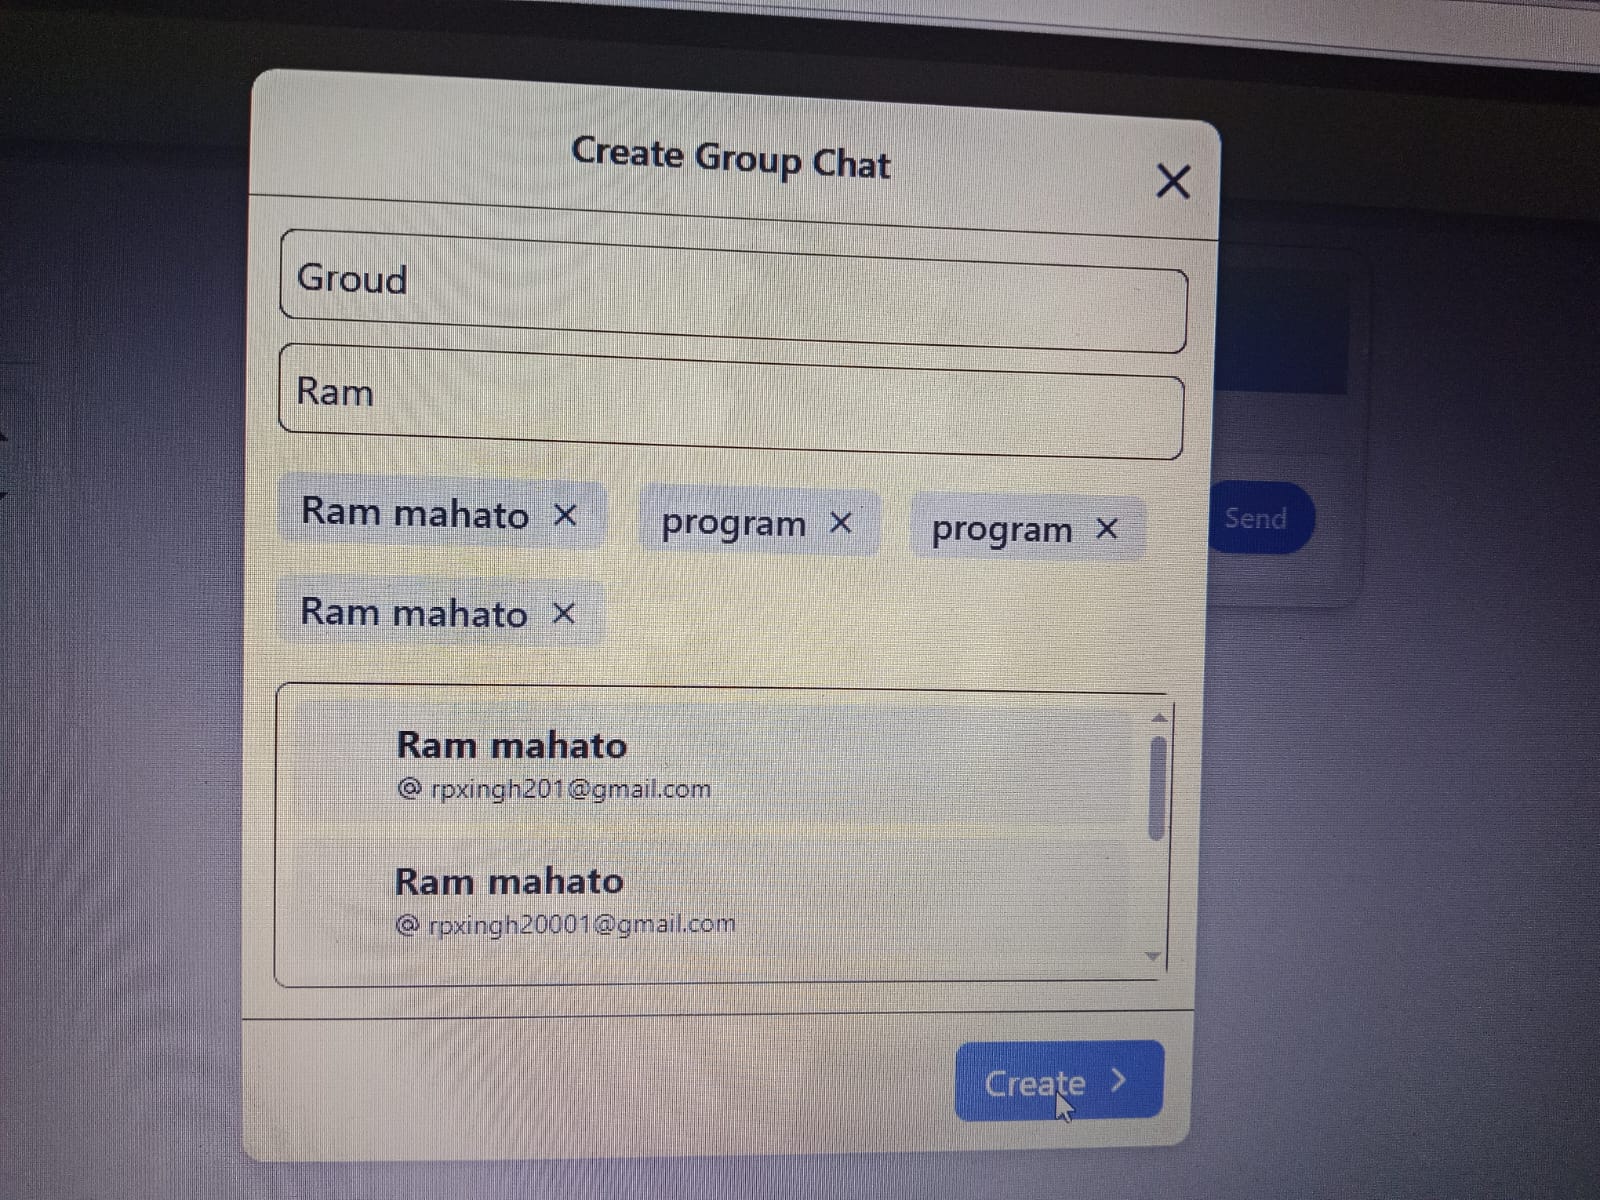 Create Group Chat
Groud
Ram
Ram mahato × program × program ×
Send
Ram mahato ×
Ram mahato
@ rpxingh201@gmail.com
Ram mahato
@ rpxingh20001@gmail.com
Create >